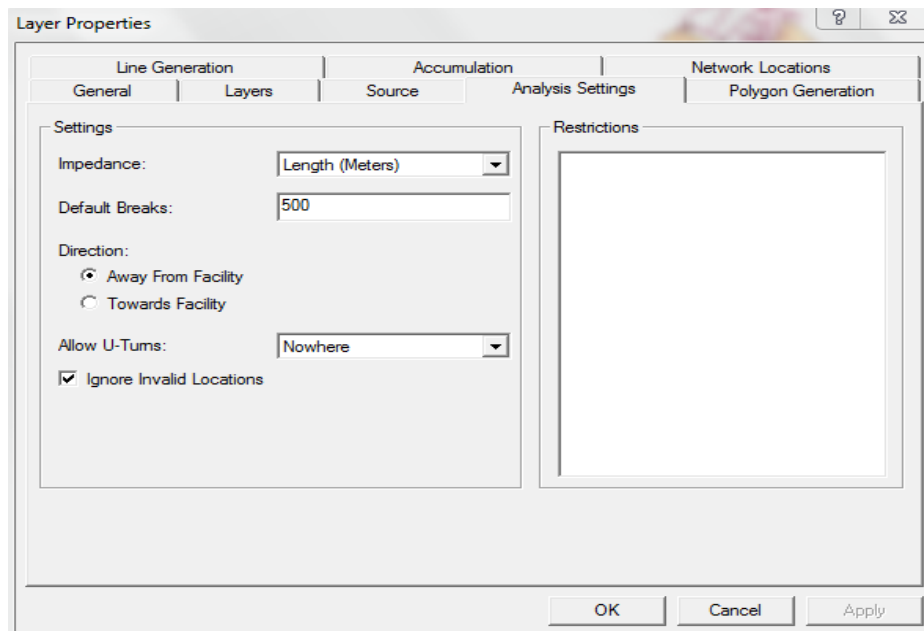 Layer Properties
?
Line Generation Accumulation Network Locations
General Layers Source Analysis Settings Polygon Generation
Settings
Impedance: Length (Meters)
Default Breaks: 500
Direction:
Away From Facility
Towards Facility
Allow U-Turns: Nowhere
Ignore Invalid Locations
Restrictions
OK Cancel Apply